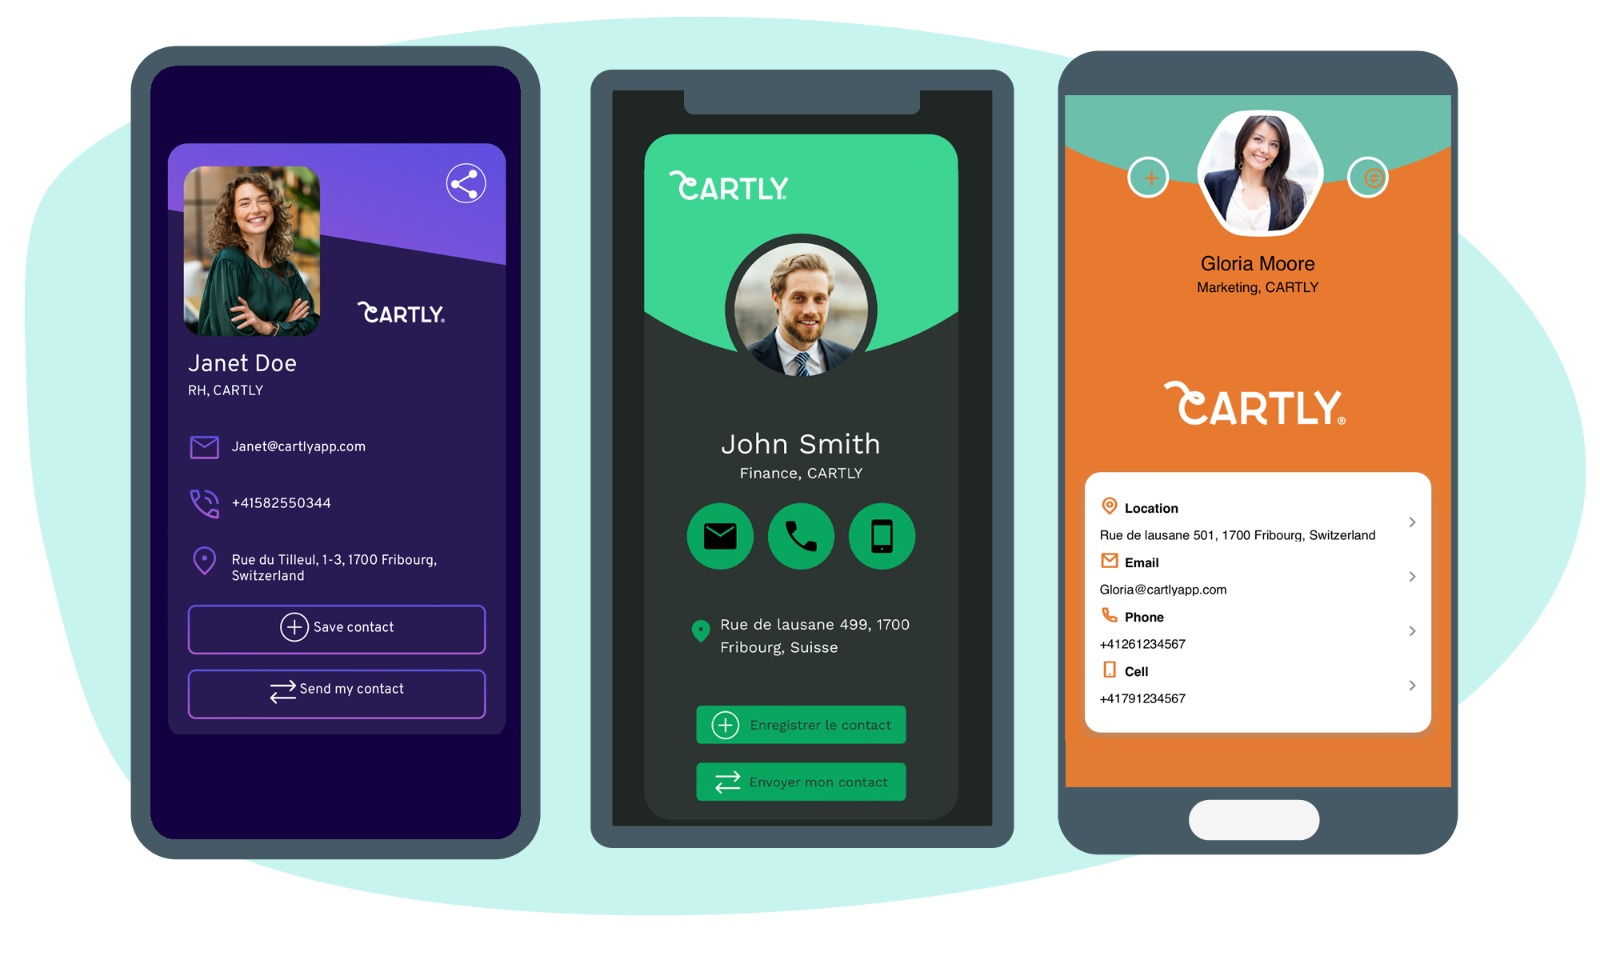 CARTLY®
Janet Doe
RH, CARTLY
Janet@cartlyapp.com
+41582550344
Rue du Tilleul, 1-3, 1700 Fribourg,
Switzerland
Save contact
Send my contact
CARTLY®
John Smith
Finance, CARTLY
Rue de lausane 499, 1700
Fribourg, Suisse
Enregistrer le contact
Envoyer mon contact
Gloria Moore
Marketing, CARTLY
CARTLY®
Location
Rue de lausane 501, 1700 Fribourg, Switzerland
Email
Gloria@cartlyapp.com
Phone
+41261234567
Cell
+41791234567